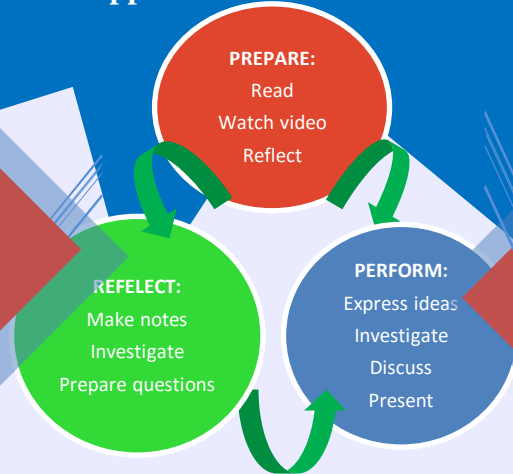 PREPARE:
Read
Watch video
Reflect
REFELECT:
Make notes
Investigate
Prepare questions
PERFORM:
Express ideas
Investigate
Discuss
Present